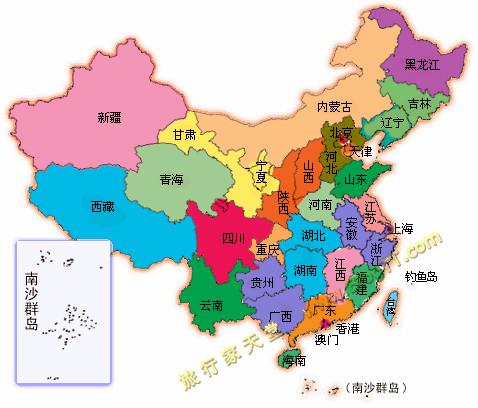 黑龙江
内蒙古
吉林
新疆
辽宁
北京
甘肃
天津
河北
宁夏
山西
山东
青海
陕西
河南
江苏
西藏
安徽
上海
四川
湖北
重庆
浙江
湖南
江西
钓鱼岛
贵州
福建
云南
台湾
广西
广东
香港
澳门
海南
南沙群岛
(南沙群岛)
旅行家天
.com